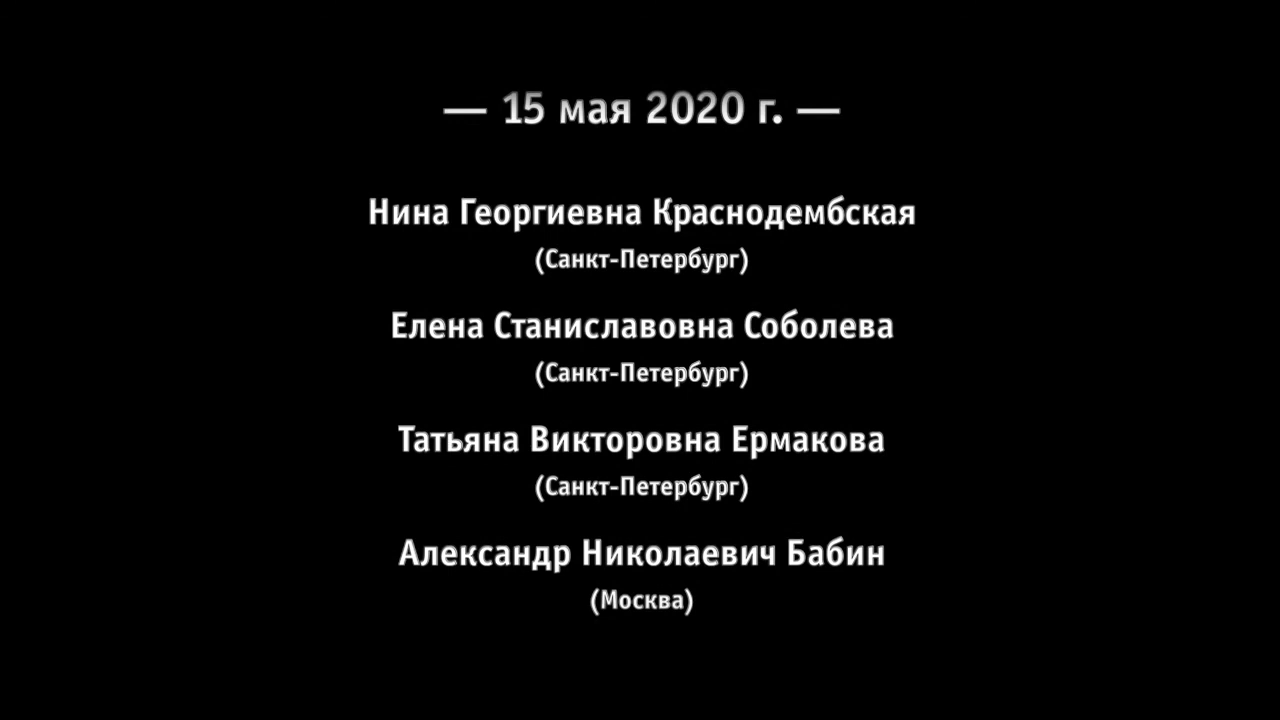 — 15 мая 2020 г. —
Нина Георгиевна Краснодембская
(Санкт-Петербург)
Елена Станиславовна Соболева
(Санкт-Петербург)
Татьяна Викторовна Ермакова
(Санкт-Петербург)
Александр Николаевич Бабин
(Москва)